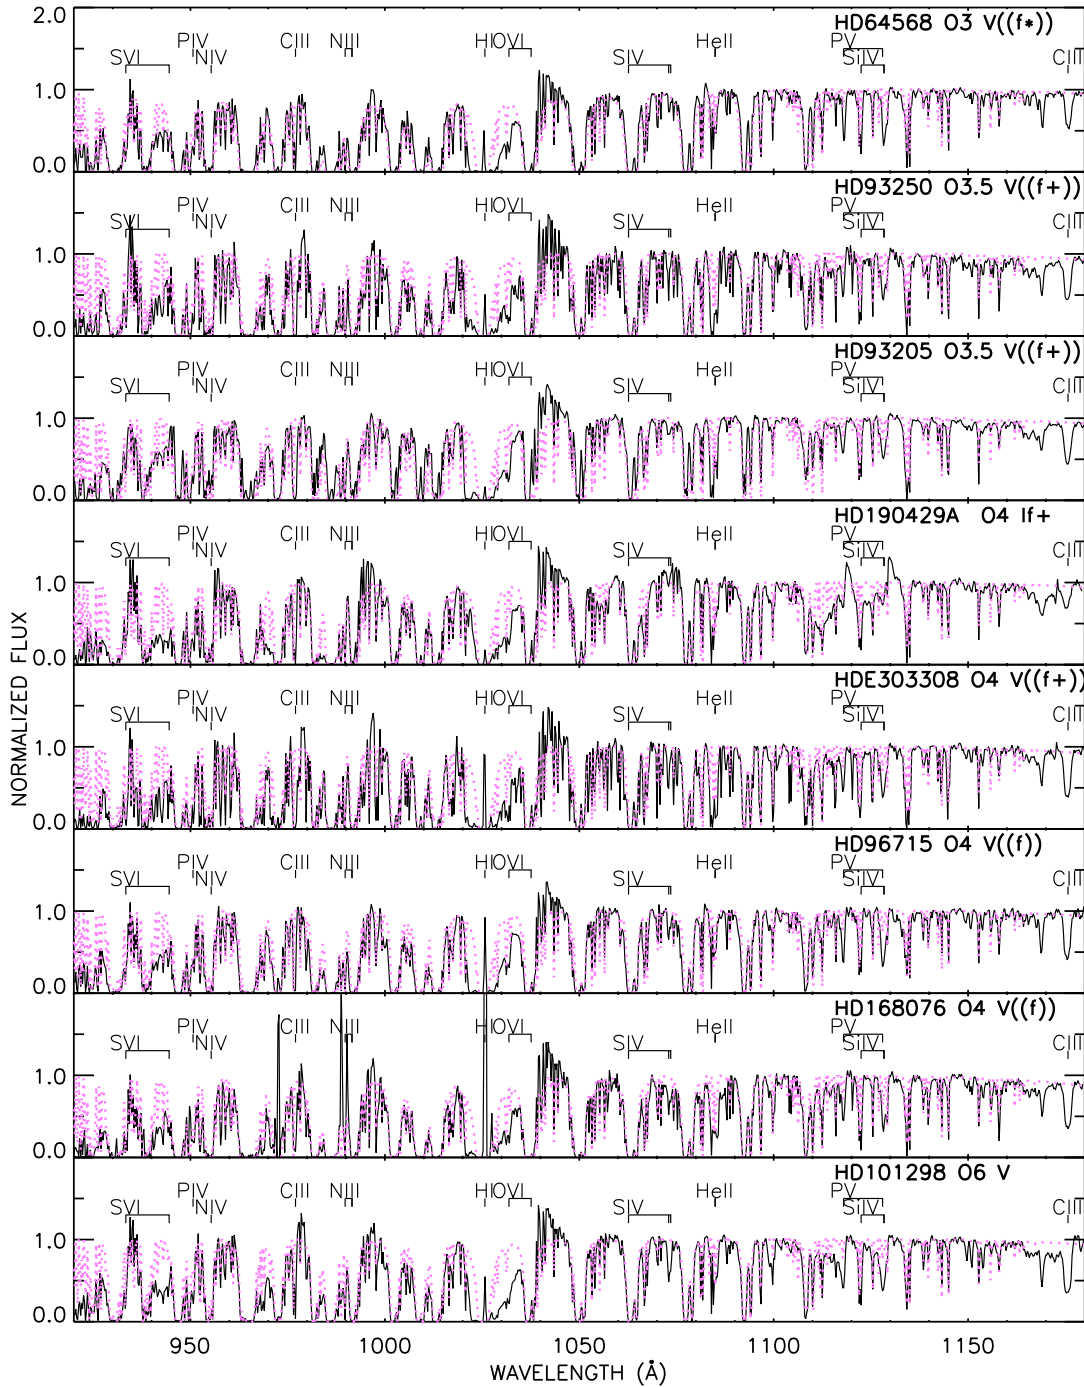 HD64568 O3 V((f*))
2.0
PIV CIII NIII HI OVI SIV HeII PV
SVI NIV SiIV CIII
1.0
0.0
HD93250 O3.5 V((f+))
PIV CIII NIII HI OVI SIV HeII PV
SVI NIV SiIV CIII
1.0
0.0
HD93205 O3.5 V((f+))
PIV CIII NIII HI OVI SIV HeII PV
SVI NIV SiIV CIII
1.0
0.0
HD190429A O4 If+
PIV CIII NIII HI OVI SIV HeII PV
SVI NIV SiIV CIII
1.0
0.0
HDE303308 O4 V((f+))
PIV CIII NIII HI OVI SIV HeII PV
SVI NIV SiIV CIII
1.0
0.0
HD96715 O4 V((f))
PIV CIII NIII HI OVI SIV HeII PV
SVI NIV SiIV CIII
1.0
0.0
HD168076 O4 V((f))
PIV CIII NIII HI OVI SIV HeII PV
SVI NIV SiIV CIII
1.0
0.0
HD101298 O6 V
PIV CIII NIII HI OVI SIV HeII PV
SVI NIV SiIV CIII
1.0
0.0
NORMALIZED FLUX
950 1000 1050 1100 1150
WAVELENGTH (Å)